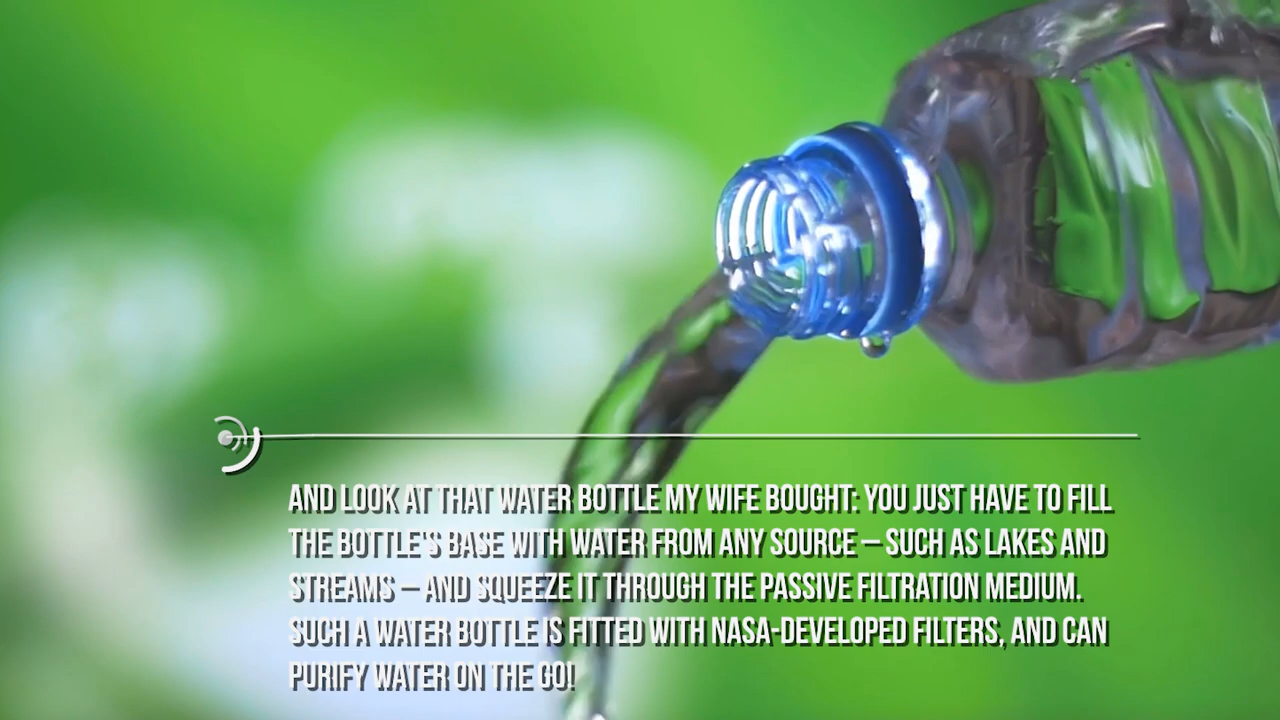 AND LOOK AT THAT WATER BOTTLE MY WIFE BOUGHT: YOU JUST HAVE TO FILL
THE BOTTLE'S BASE WITH WATER FROM ANY SOURCE – SUCH AS LAKES AND
STREAMS – AND SQUEEZE IT THROUGH THE PASSIVE FILTRATION MEDIUM.
SUCH A WATER BOTTLE IS FITTED WITH NASA-DEVELOPED FILTERS, AND CAN
PURIFY WATER ON THE GO!